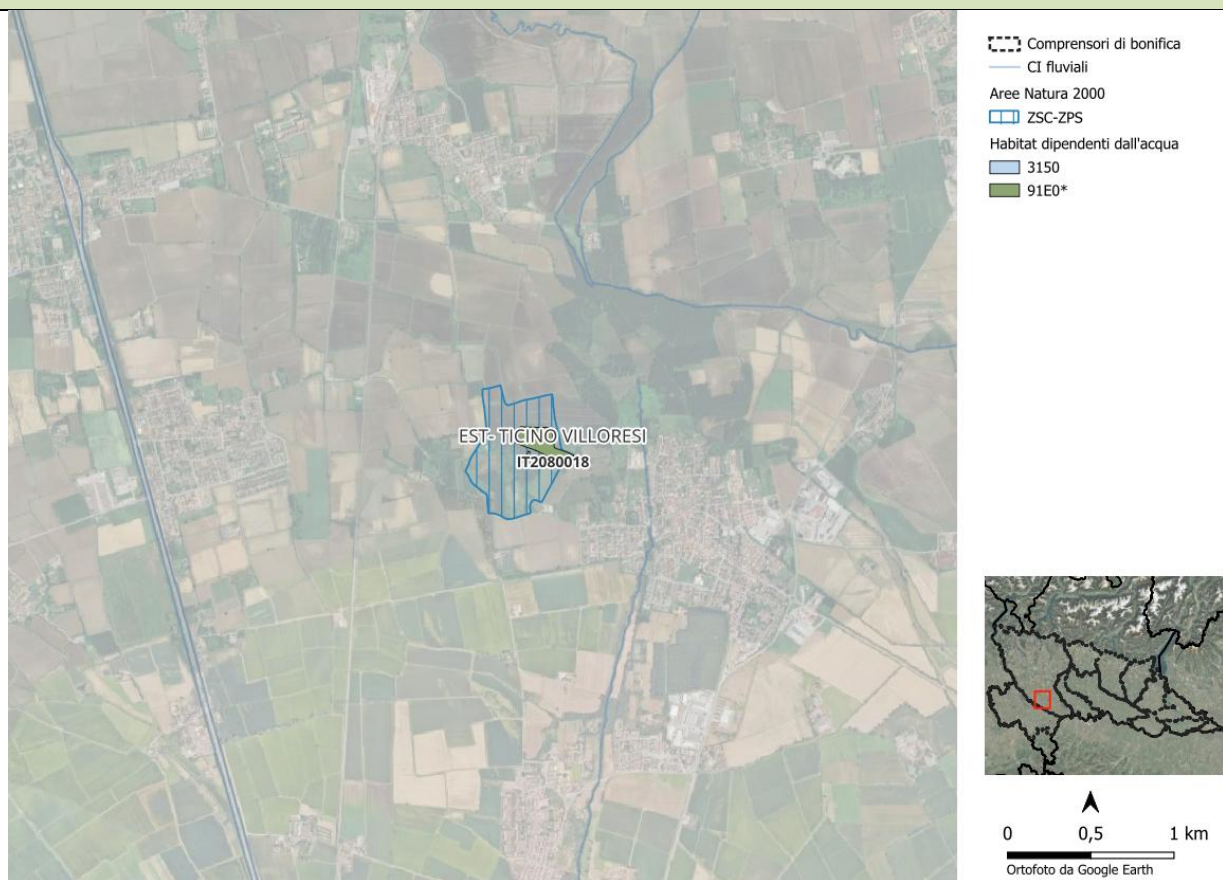 EST- TICINO VILLORESI
IT2080018
Comprensori di bonifica
CI fluviali
Aree Natura 2000
ZSC-ZPS
Habitat dipendenti dall'acqua
3150
91E0*
0 0,5 1 km
Ortofoto da Google Earth